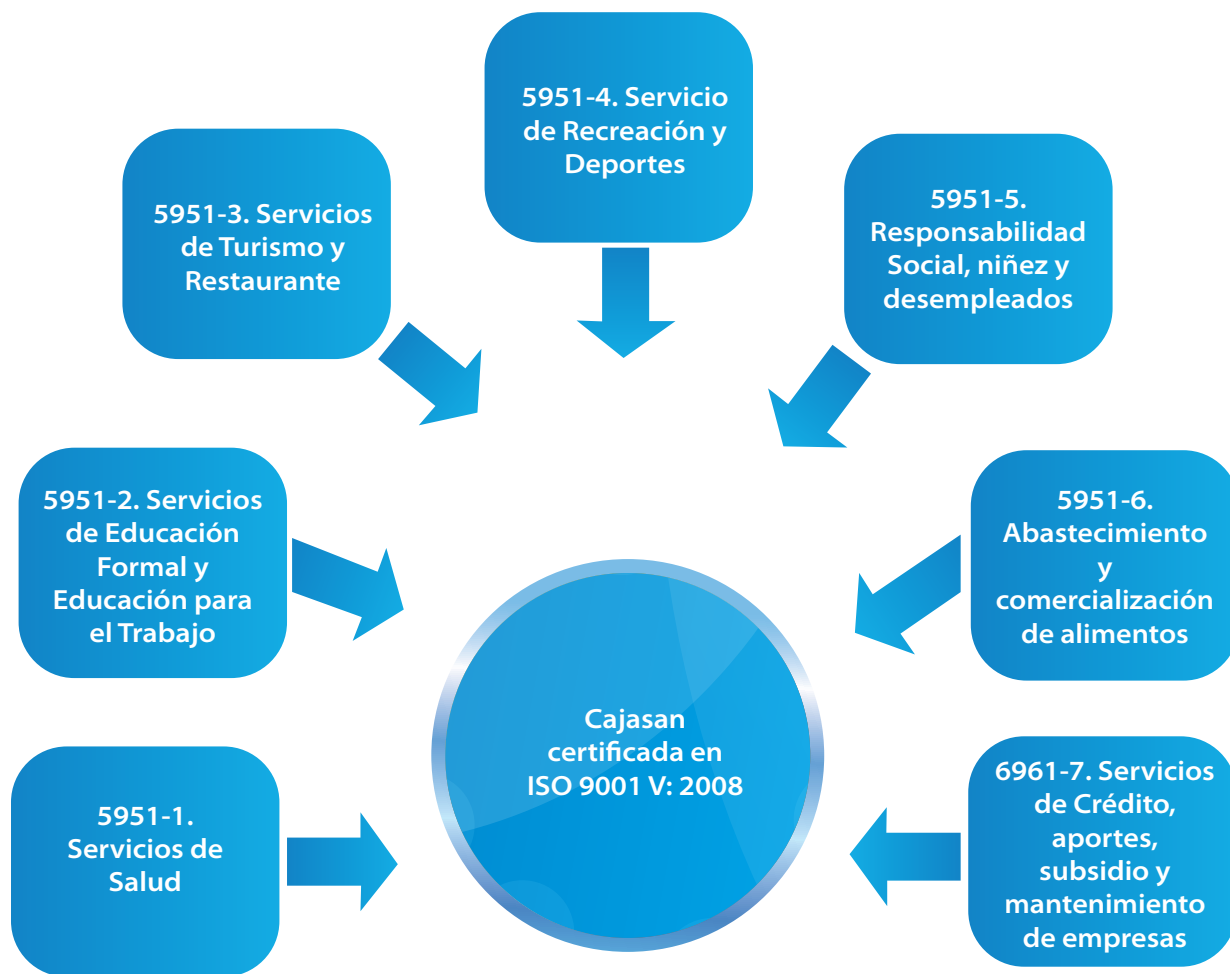 5951-4. Servicio
de Recreación y
Deportes
5951-3. Servicios
de Turismo y
Restaurante
5951-5.
Responsabilidad
Social, niñez y
desempleados
5951-2. Servicios
de Educación
Formal y
Educación para
el Trabajo
5951-6.
Abastecimiento
y
comercialización
de alimentos
Cajasan
certificada en
ISO 9001 V: 2008
5951-1.
Servicios de
Salud
6961-7. Servicios
de Crédito,
aportes,
subsidio y
mantenimiento
de empresas